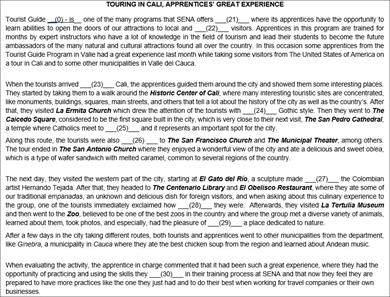 TOURING IN CALI, APPRENTICES' GREAT EXPERIENCE
Tourist Guide __(0) - is__ one of the many programs that SENA offers ___(21)___ where its apprentices have the opportunity to
learn abilities to open the doors of our attractions to local and ___(22)___ visitors. Apprentices in this program are trained for
months by expert instructors who have a lot of knowledge in the field of tourism and lead their students to become the future
ambassadors of the many natural and cultural attractions found all over the country. In this occasion some apprentices from the
Tourist Guide Program in Valle had a great experience last month while taking some visitors from The United States of America on
a tour in Cali and to some other municipalities in Valle del Cauca.
When the tourists arrived ___(23)___ Cali, the apprentices guided them around the city and showed them some interesting places.
They started by taking them to a walk around the Historic Center of Cali, where many interesting touristic sites are concentrated,
like monuments, buildings, squares, main streets, and others that tell a lot about the history of the city as well as the country's. After
that, they visited La Ermita Church which drew the attention of the tourists with ___(24)___ Gothic style. Then they went to The
Caicedo Square, considered to be the first square built in the city, which is very close to their next visit, The San Pedro Cathedral,
a temple where Catholics meet to ___(25)___ and it represents an important spot for the city.
Along this route, the tourists were also ___(26)___ to The San Francisco Church and The Municipal Theater, among others.
The tour ended in The San Antonio Church where they enjoyed a wonderful view of the city and ate a delicious and sweet oblea,
which is a type of wafer sandwich with melted caramel, common to several regions of the country.
The next day, they visited the western part of the city, starting at El Gato del Río, a sculpture made ___(27)___ the Colombian
artist Hernando Tejada. After that, they headed to The Centenario Library and El Obelisco Restaurant, where they ate some of
our traditional empanadas, an unknown and delicious dish for foreign visitors, and when asking about this culinary experience to
the group, one of the tourists immediately exclaimed how ___(28)___ they were. Afterwards, they visited La Tertulia Museum
and then went to the Zoo, believed to be one of the best zoos in the country and where the group met a diverse variety of animals,
learned about them, took photos, and especially, had the pleasure of ___(29)___ a place dedicated to nature.
After a few days in the city taking different routes, both tourists and apprentices went to other municipalities from the department,
like Ginebra, a municipality in Cauca where they ate the best chicken soup from the region and learned about Andean music.
When evaluating the activity, the apprentice in charge commented that it had been such a great experience, where they had the
opportunity of practicing and using the skills they ___(30)___ in their training process at SENA and that now they feel they are
prepared to have more practices like the one they just had and to do their best when working for travel companies or their own
businesses.